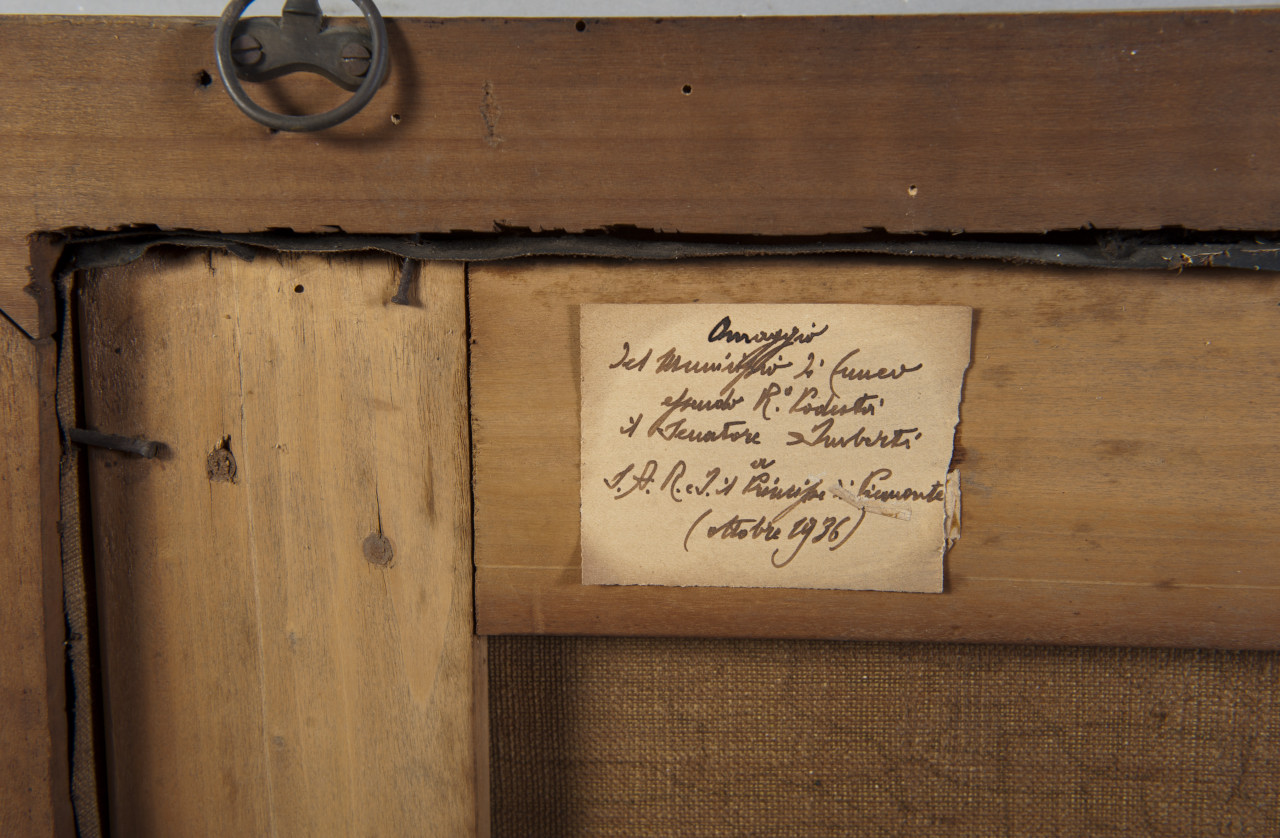 Omaggio
del Municipio di Cuneo
essendo R.º Podestà
il Senatore Imberti
a
S. A. R. e I. il Principe di Piemonte
(ottobre 1936)